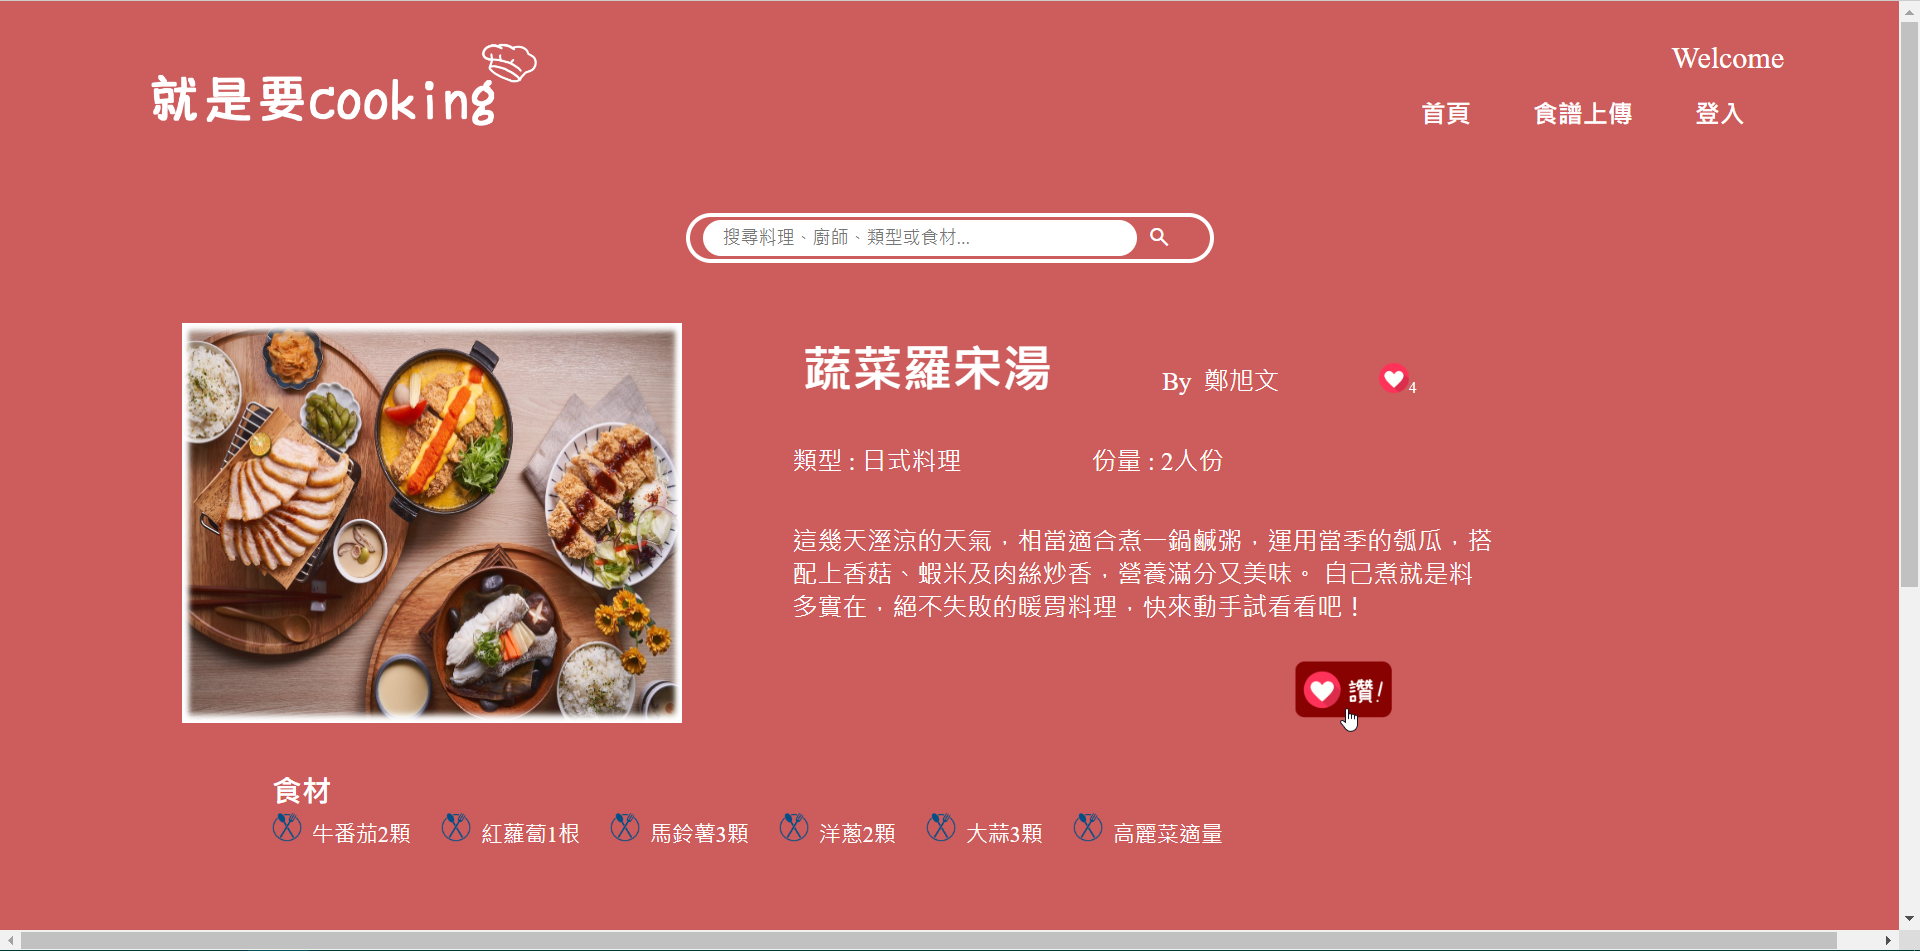 就是要cooking
Welcome
首頁 食譜上傳 登入
搜尋料理、廚師、類型或食材...
蔬菜羅宋湯 By 鄭旭文 4
類型 : 日式料理 份量 : 2人份
這幾天溼涼的天氣，相當適合煮一鍋鹹粥，運用當季的瓠瓜，搭
配上香菇、蝦米及肉絲炒香，營養滿分又美味。 自己煮就是料
多實在，絕不失敗的暖胃料理，快來動手試看看吧！
讚!
食材
牛番茄2顆 紅蘿蔔1根 馬鈴薯3顆 洋蔥2顆 大蒜3顆 高麗菜適量